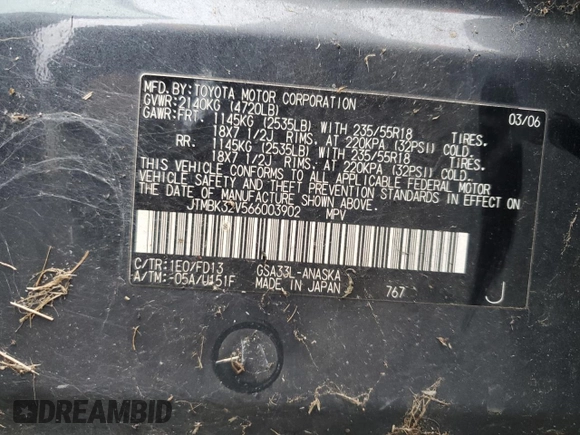 MFD. BY: TOYOTA MOTOR CORPORATION 03/06
GVWR: 2140KG (4720LB)
GAWR: FRT. 1145KG (2535LB) WITH 235/55R18 TIRES.
18X7 1/2J RIMS. AT 220KPA (32PSI) COLD.
RR. 1145KG (2535LB) WITH 235/55R18 TIRES.
18X7 1/2J RIMS. AT 220KPA (32PSI) COLD.
THIS VEHICLE CONFORMS TO ALL APPLICABLE FEDERAL MOTOR
VEHICLE SAFETY AND THEFT PREVENTION STANDARDS IN EFFECT ON
THE DATE OF MANUFACTURE SHOWN ABOVE.
JTMBK32V566003902 MPV
C/TR: 1E0/FD13 GSA33L-ANASKA
A/TM: -05A/U151F MADE IN JAPAN 767 J
DREAMBID